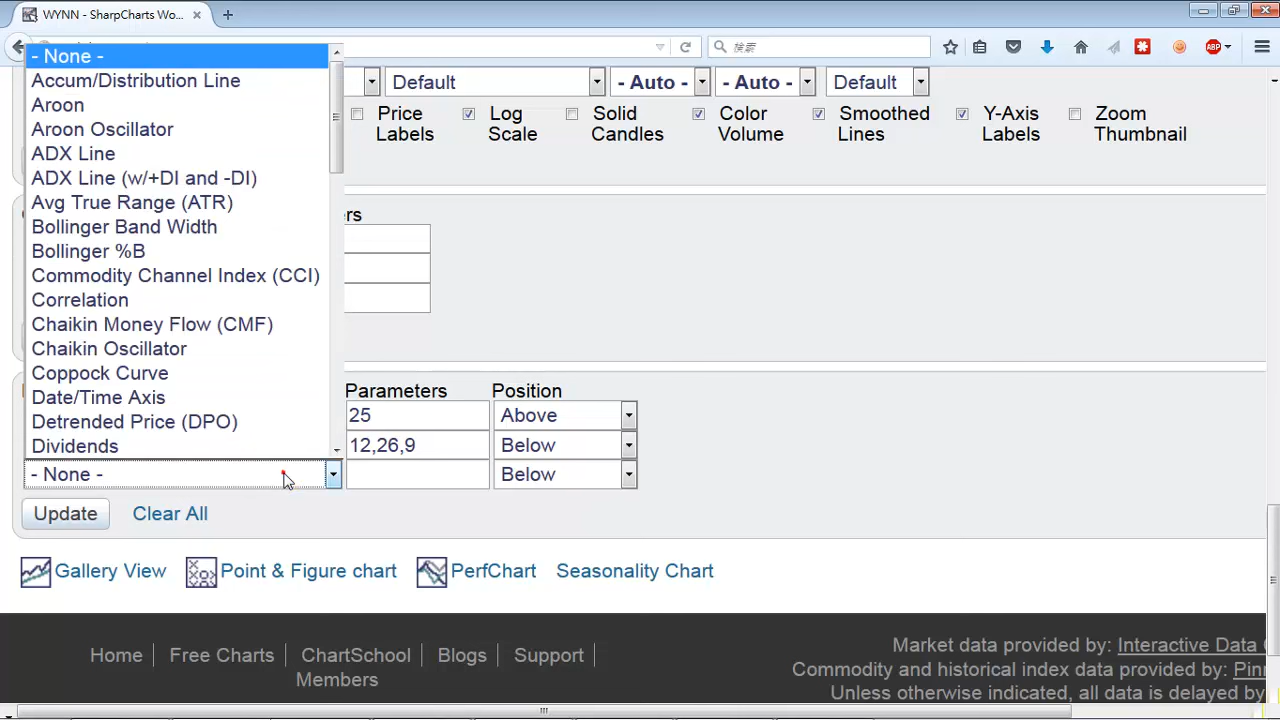 WYNN - SharpCharts Wo...
搜索
- None -
Accum/Distribution Line
Aroon
Aroon Oscillator
ADX Line
ADX Line (w/+DI and -DI)
Avg True Range (ATR)
Bollinger Band Width
Bollinger %B
Commodity Channel Index (CCI)
Correlation
Chaikin Money Flow (CMF)
Chaikin Oscillator
Coppock Curve
Date/Time Axis
Detrended Price (DPO)
Dividends
Default - Auto - - Auto - Default
Price Labels
Log Scale
Solid Candles
Color Volume
Smoothed Lines
Y-Axis Labels
Zoom Thumbnail
Parameters Position
25 Above
12,26,9 Below
- None - Below
Update Clear All
Gallery View Point & Figure chart PerfChart Seasonality Chart
Home Free Charts ChartSchool Blogs Support
Members
Market data provided by: Interactive Data
Commodity and historical index data provided by:
Unless otherwise indicated, all data is delayed by
ABP